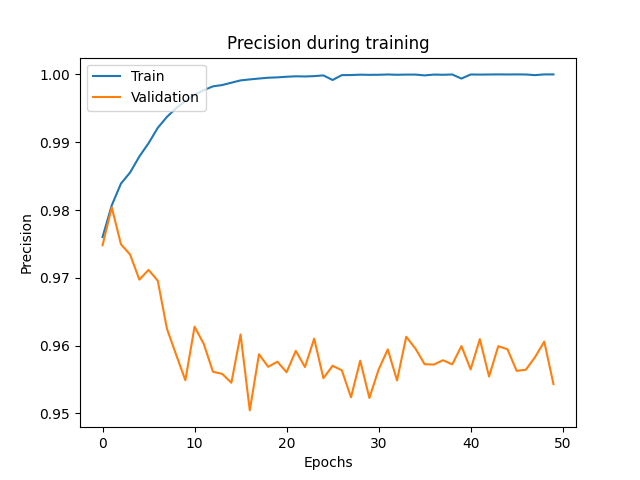 Precision during training
Train
Validation
Precision
1.00
0.99
0.98
0.97
0.96
0.95
0 10 20 30 40 50
Epochs